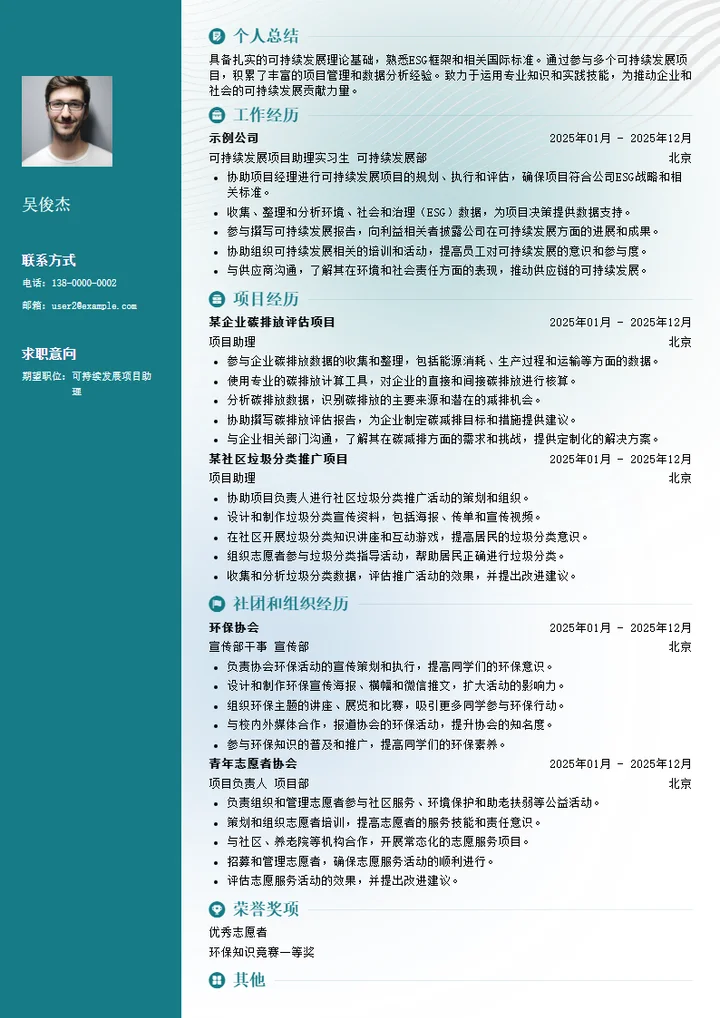 吴俊杰
联系方式
电话：138-0000-0002
邮箱：user2@example.com
求职意向
期望职位：可持续发展项目助
理
个人总结
具备扎实的可持续发展理论基础，熟悉ESG框架和相关国际标准。通过参与多个可持续发展项
目，积累了丰富的项目管理和数据分析经验。致力于运用专业知识和实践技能，为推动企业和
社会的可持续发展贡献力量。
工作经历
示例公司 2025年01月 - 2025年12月
可持续发展项目助理实习生 可持续发展部 北京
• 协助项目经理进行可持续发展项目的规划、执行和评估，确保项目符合公司ESG战略和相
关标准。
• 收集、整理和分析环境、社会和治理（ESG）数据，为项目决策提供数据支持。
• 参与撰写可持续发展报告，向利益相关者披露公司在可持续发展方面的进展和成果。
• 协助组织可持续发展相关的培训和活动，提高员工对可持续发展的意识和参与度。
• 与供应商沟通，了解其在环境和社会责任方面的表现，推动供应链的可持续发展。
项目经历
某企业碳排放评估项目 2025年01月 - 2025年12月
项目助理 北京
• 参与企业碳排放数据的收集和整理，包括能源消耗、生产过程和运输等方面的数据。
• 使用专业的碳排放计算工具，对企业的直接和间接碳排放进行核算。
• 分析碳排放数据，识别碳排放的主要来源和潜在的减排机会。
• 协助撰写碳排放评估报告，为企业制定碳减排目标和措施提供建议。
• 与企业相关部门沟通，了解其在碳减排方面的需求和挑战，提供定制化的解决方案。
某社区垃圾分类推广项目 2025年01月 - 2025年12月
项目助理 北京
• 协助项目负责人进行社区垃圾分类推广活动的策划和组织。
• 设计和制作垃圾分类宣传资料，包括海报、传单和宣传视频。
• 在社区开展垃圾分类知识讲座和互动游戏，提高居民的垃圾分类意识。
• 组织志愿者参与垃圾分类指导活动，帮助居民正确进行垃圾分类。
• 收集和分析垃圾分类数据，评估推广活动的效果，并提出改进建议。
社团和组织经历
环保协会 2025年01月 - 2025年12月
宣传部干事 宣传部 北京
• 负责协会环保活动的宣传策划和执行，提高同学们的环保意识。
• 设计和制作环保宣传海报、横幅和微信推文，扩大活动的影响力。
• 组织环保主题的讲座、展览和比赛，吸引更多同学参与环保行动。
• 与校内外媒体合作，报道协会的环保活动，提升协会的知名度。
• 参与环保知识的普及和推广，提高同学们的环保素养。
青年志愿者协会 2025年01月 - 2025年12月
项目负责人 项目部 北京
• 负责组织和管理志愿者参与社区服务、环境保护和助老扶弱等公益活动。
• 策划和组织志愿者培训，提高志愿者的服务技能和责任意识。
• 与社区、养老院等机构合作，开展常态化的志愿服务项目。
• 招募和管理志愿者，确保志愿服务活动的顺利进行。
• 评估志愿服务活动的效果，并提出改进建议。
荣誉奖项
优秀志愿者
环保知识竞赛一等奖
其他